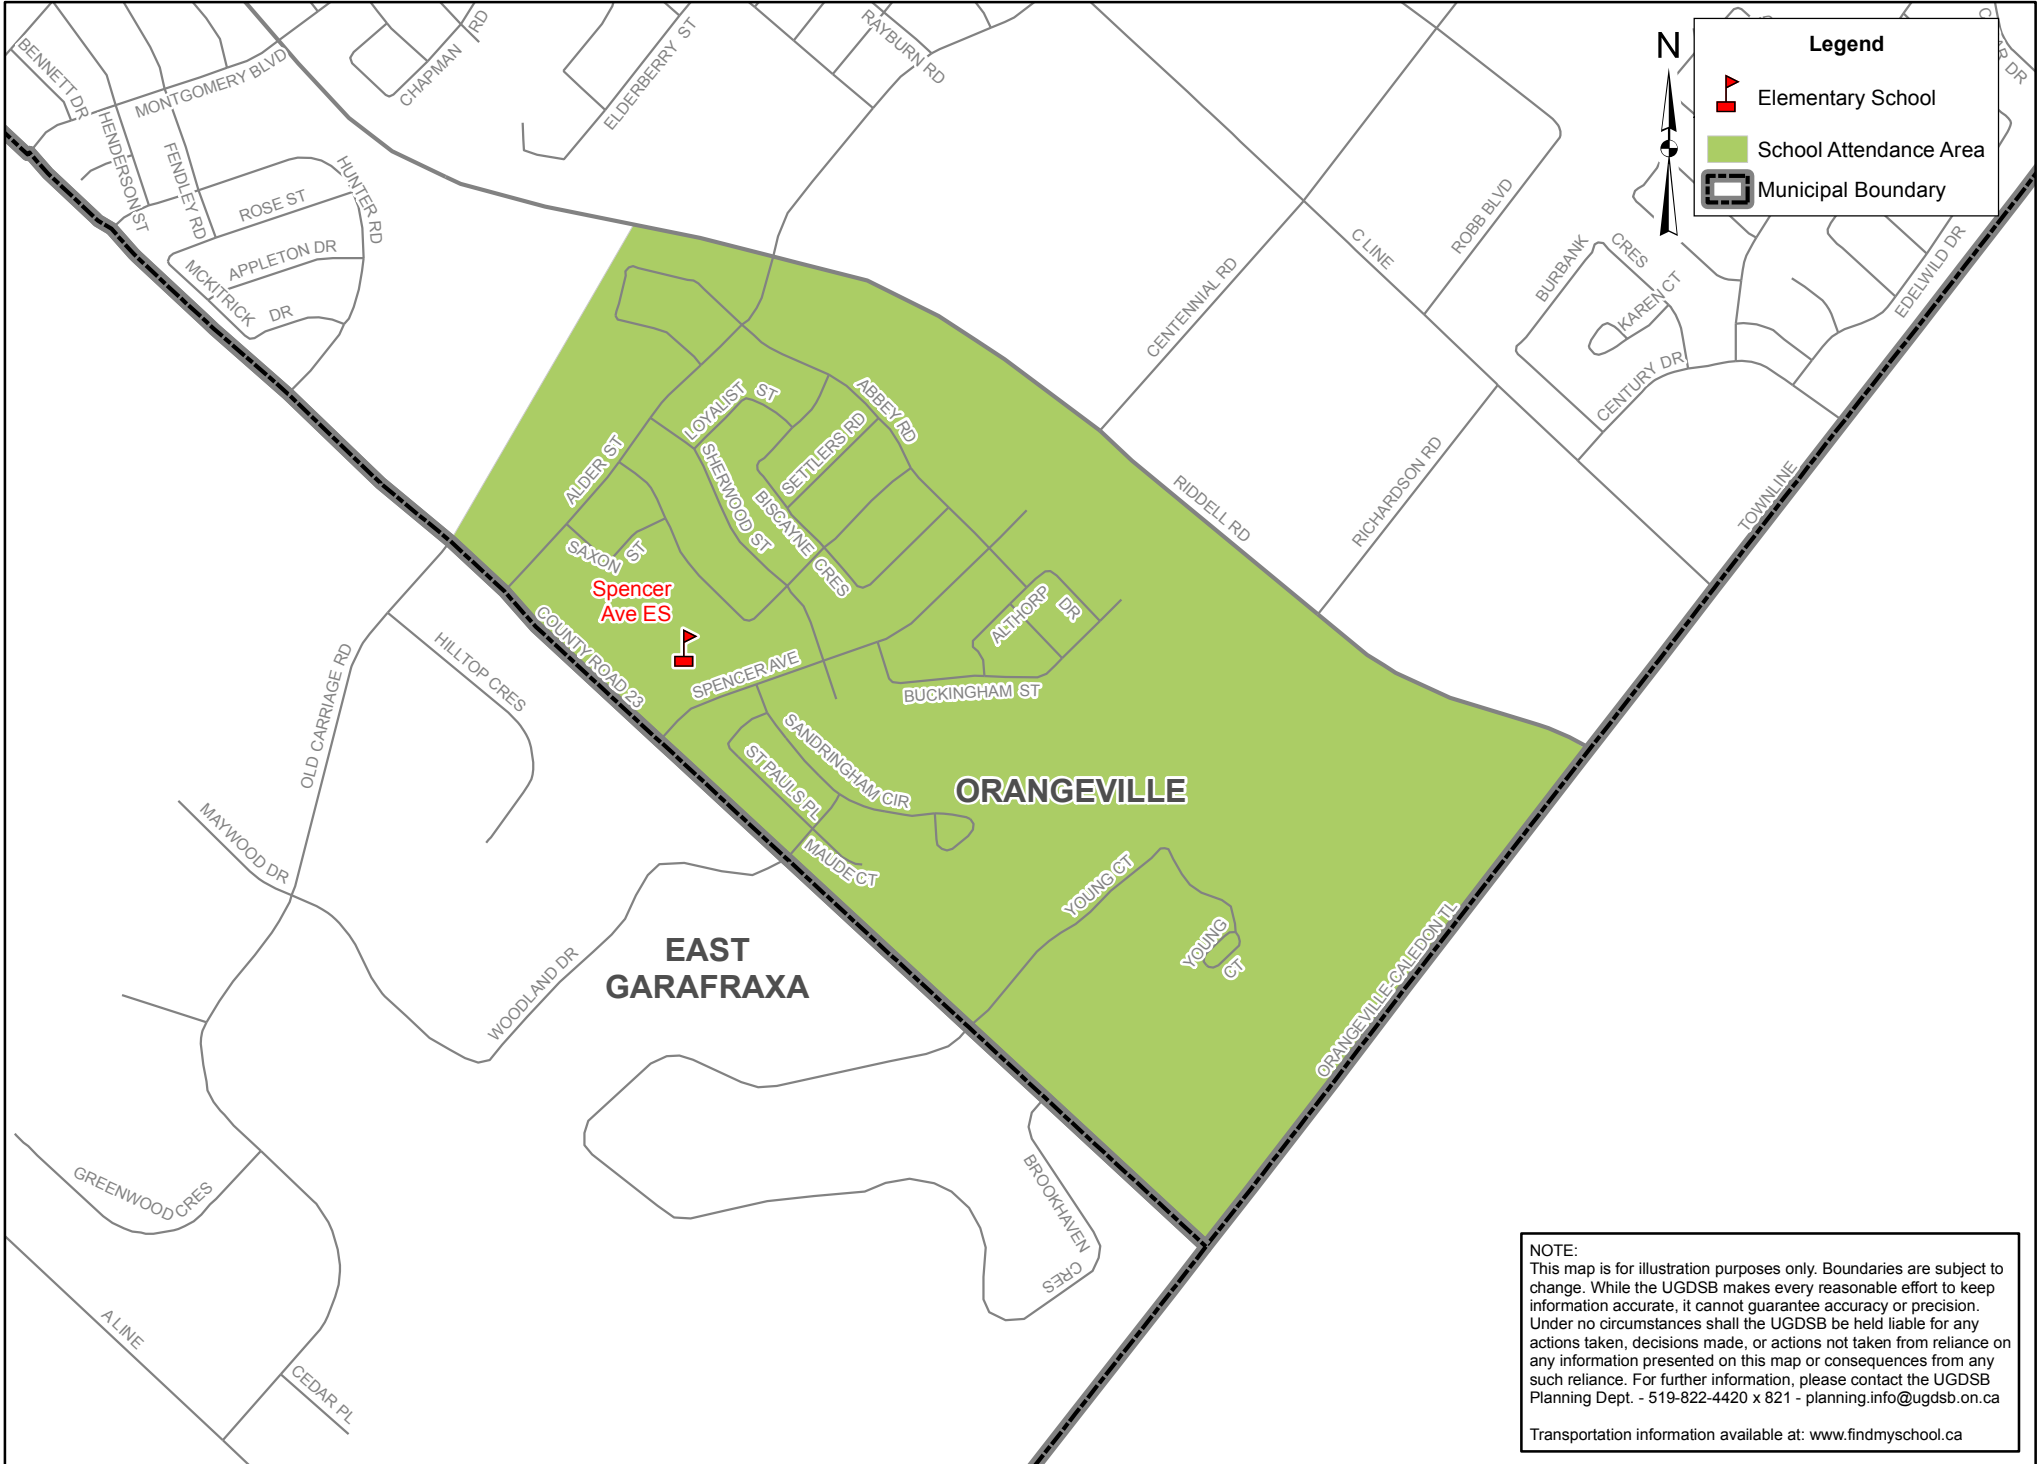 N
Legend
Elementary School
School Attendance Area
Municipal Boundary
BENNETT DR
HENDERSON ST
MONTGOMERY BLVD
FENDLEY RD
ROSE ST
HUNTER RD
APPLETON DR
MCKITRICK DR
CHAPMAN RD
ELDERBERRY ST
RAYBURN RD
CENTENNIAL RD
C LINE
ROBB BLVD
BURBANK CRES
KAREN CT
CENTURY DR
EDELWILD DR
RICHARDSON RD
TOWNLINE
RIDDELL RD
ALDER ST
LOYALIST ST
ABBEY RD
SETTLERS RD
SHERWOOD ST
BISCAYNE CRES
SAXON ST
Spencer
Ave ES
COUNTY ROAD 23
SPENCER AVE
ALTHORP DR
BUCKINGHAM ST
SANDRINGHAM CIR
ST PAULS PL
MAUDE CT
ORANGEVILLE
YOUNG CT
YOUNG CT
ORANGEVILLE-CALEDON TL
OLD CARRIAGE RD
HILLTOP CRES
MAYWOOD DR
WOODLAND DR
EAST
GARAFRAXA
GREENWOOD CRES
BROOKHAVEN CRES
A LINE
CEDAR PL
NOTE:
This map is for illustration purposes only. Boundaries are subject to
change. While the UGDSB makes every reasonable effort to keep
information accurate, it cannot guarantee accuracy or precision.
Under no circumstances shall the UGDSB be held liable for any
actions taken, decisions made, or actions not taken from reliance on
any information presented on this map or consequences from any
such reliance. For further information, please contact the UGDSB
Planning Dept. - 519-822-4420 x 821 - planning.info@ugdsb.on.ca
Transportation information available at: www.findmyschool.ca